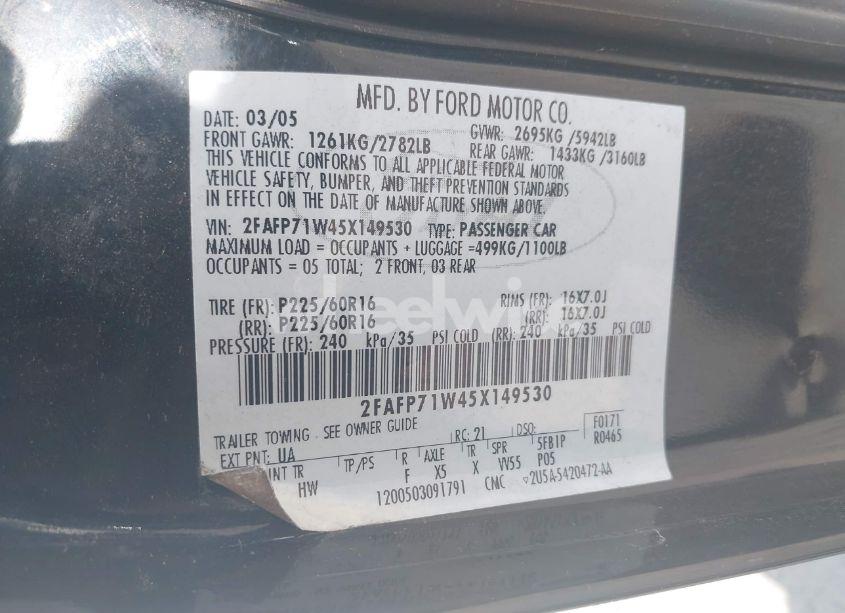 MFD. BY FORD MOTOR CO.
DATE: 03/05 GVWR: 2695KG /5942LB
FRONT GAWR: 1261KG/2782LB REAR GAWR: 1433KG /3160LB
THIS VEHICLE CONFORMS TO ALL APPLICABLE FEDERAL MOTOR
VEHICLE SAFETY, BUMPER, AND THEFT PREVENTION STANDARDS
IN EFFECT ON THE DATE OF MANUFACTURE SHOWN ABOVE.
VIN: 2FAFP71W45X149530 TYPE: PASSENGER CAR
MAXIMUM LOAD = OCCUPANTS + LUGGAGE =499KG/1100LB
OCCUPANTS = 05 TOTAL; 2 FRONT, 03 REAR
TIRE (FR): P225/60R16 RIMS (FR): 16X7.0J
(RR): P225/60R16 (RR): 16X7.0J
PRESSURE (FR): 240 kPa/35 PSI COLD (RR): 240 kPa/35 PSI COLD
2FAFP71W45X149530
TRAILER TOWING - SEE OWNER GUIDE
EXT PNT: UA RC: 21 DSO: F0171
INT TR TP/PS R AXLE TR SPR 5FB1P R0465
HW F X5 X VV55 P05
1200503091791 CMC 2U5A-5420472-AA